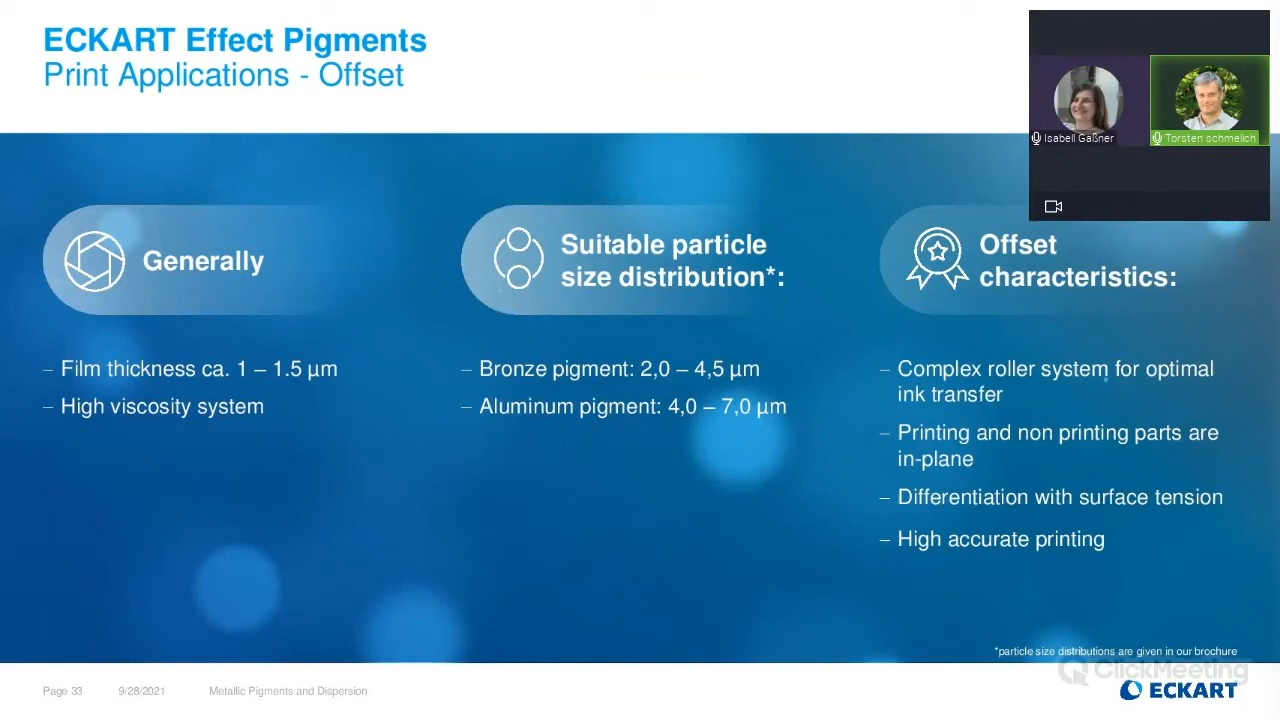 ECKART Effect Pigments
Print Applications - Offset
Isabell Gaßner
Torsten schmelich
Generally
– Film thickness ca. 1 – 1.5 µm
– High viscosity system
Suitable particle
size distribution*:
– Bronze pigment: 2,0 – 4,5 µm
– Aluminum pigment: 4,0 – 7,0 µm
Offset
characteristics:
– Complex roller system for optimal
ink transfer
– Printing and non printing parts are
in-plane
– Differentiation with surface tension
– High accurate printing
*particle size distributions are given in our brochure
ClickMeeting
Page 33
9/28/2021
Metallic Pigments and Dispersion
ECKART